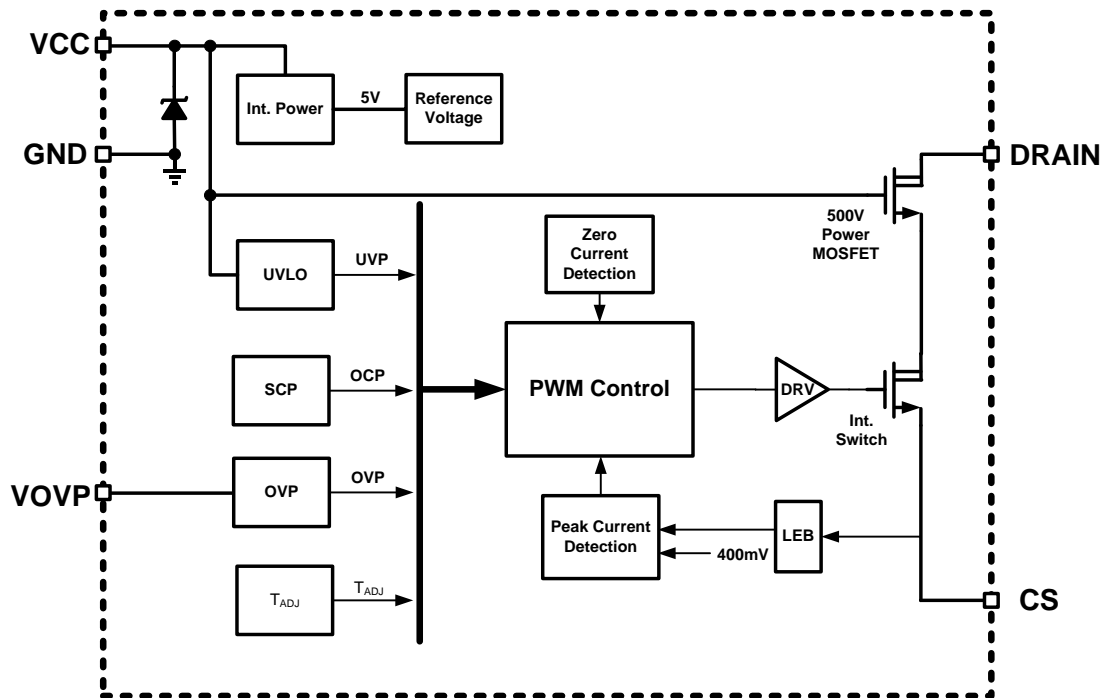 VCC
Int. Power
5V
Reference
Voltage
GND
DRAIN
500V
Power
MOSFET
Zero
Current
Detection
UVLO
UVP
SCP
OCP
PWM Control
DRV
Int.
Switch
VOVP
OVP
OVP
Peak Current
Detection
400mV
LEB
TADJ
TADJ
CS